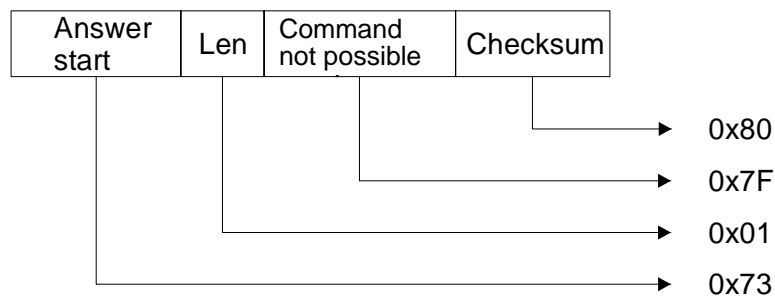 Answer
start
Len
Command
not possible
Checksum
0x80
0x7F
0x01
0x73